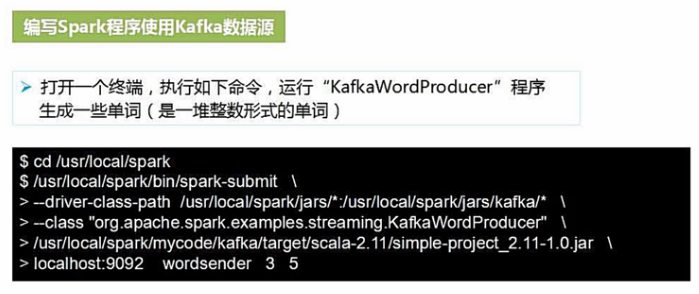 编写Spark程序使用Kafka数据源
➢ 打开一个终端，执行如下命令，运行“KafkaWordProducer”程序
生成一些单词（是一堆整数形式的单词）
$ cd /usr/local/spark
$ /usr/local/spark/bin/spark-submit \
> --driver-class-path /usr/local/spark/jars/*:/usr/local/spark/jars/kafka/* \
> --class "org.apache.spark.examples.streaming.KafkaWordProducer" \
> /usr/local/spark/mycode/kafka/target/scala-2.11/simple-project_2.11-1.0.jar \
> localhost:9092 wordsender 3 5